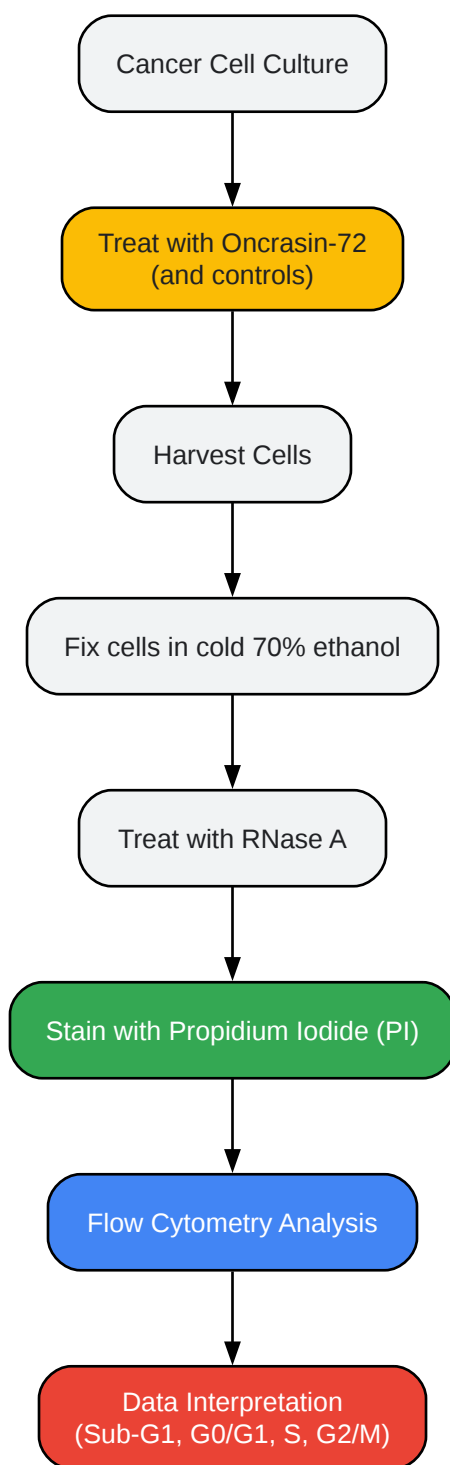 Cancer Cell Culture
Treat with Oncrasin-72
(and controls)
Harvest Cells
Fix cells in cold 70% ethanol
Treat with RNase A
Stain with Propidium Iodide (PI)
Flow Cytometry Analysis
Data Interpretation
(Sub-G1, G0/G1, S, G2/M)